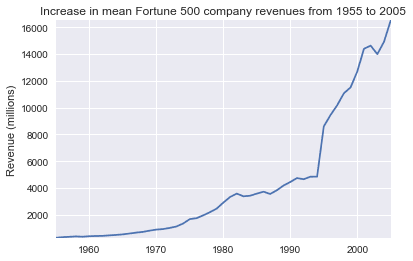 Increase in mean Fortune 500 company revenues from 1955 to 2005
16000
14000
12000
10000
8000
6000
4000
2000
Revenue (millions)
1960 1970 1980 1990 2000